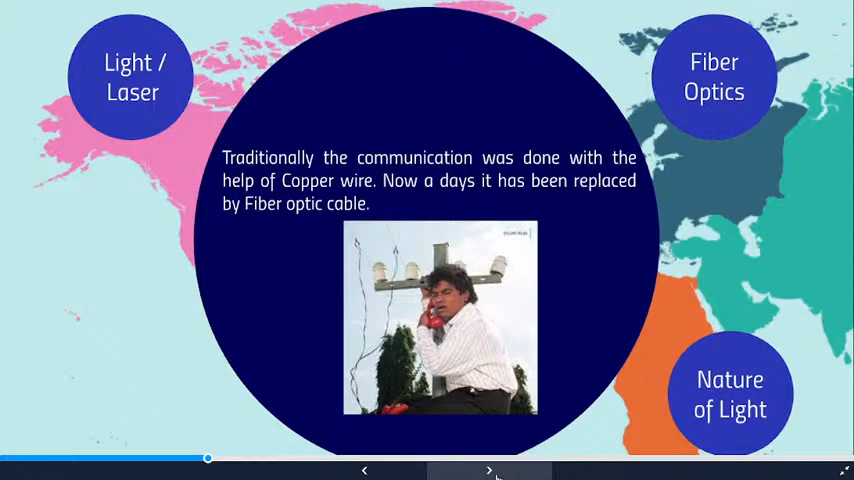 Light /
Laser
Fiber
Optics
Traditionally the communication was done with the
help of Copper wire. Now a days it has been replaced
by Fiber optic cable.
Nature
of Light